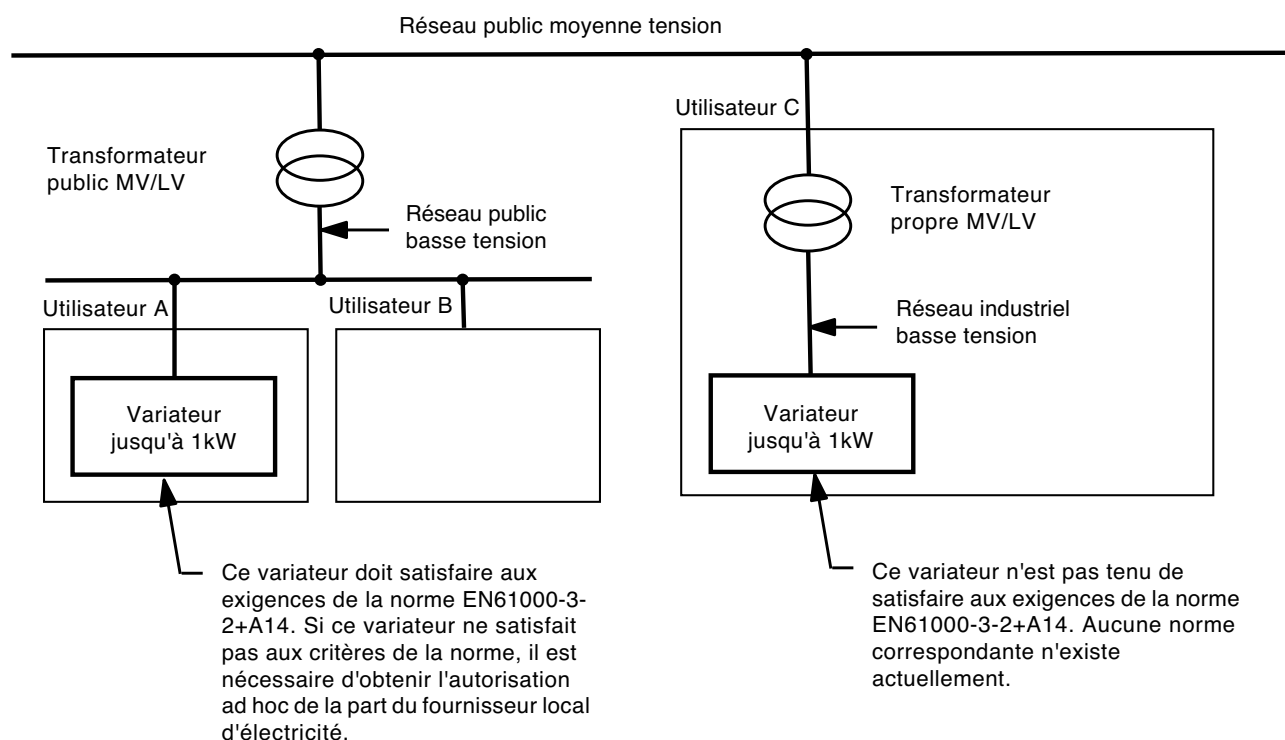 Réseau public moyenne tension
Utilisateur C
Transformateur
public MV/LV
Transformateur
propre MV/LV
Réseau public
basse tension
Utilisateur A
Utilisateur B
Réseau industriel
basse tension
Variateur
jusqu'à 1kW
Variateur
jusqu'à 1kW
Ce variateur doit satisfaire aux
exigences de la norme EN61000-3-
2+A14. Si ce variateur ne satisfait
pas aux critères de la norme, il est
nécessaire d'obtenir l'autorisation
ad hoc de la part du fournisseur local
d'électricité.
Ce variateur n'est pas tenu de
satisfaire aux exigences de la norme
EN61000-3-2+A14. Aucune norme
correspondante n'existe
actuellement.